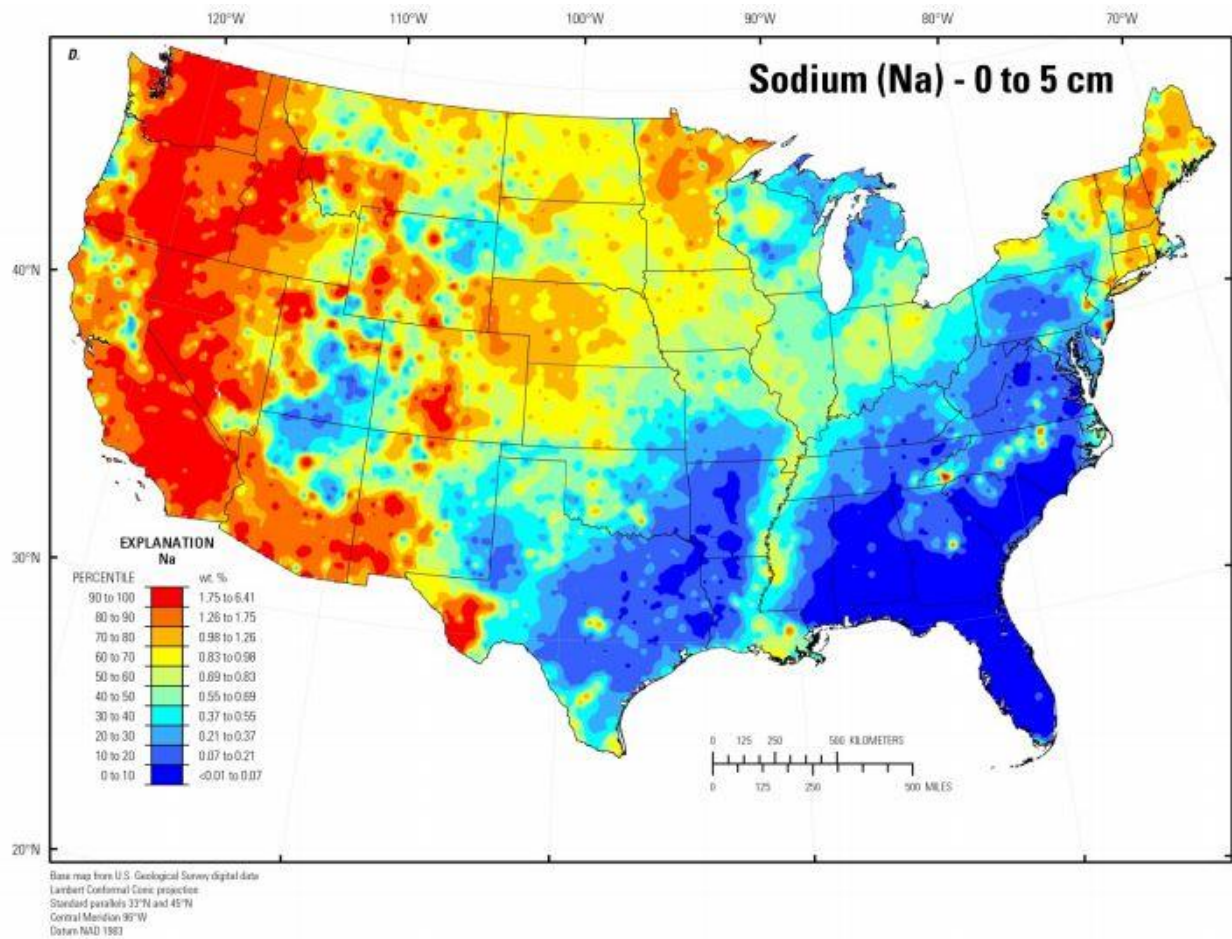 120°W 110°W 100°W 90°W 80°W 70°W
D.
Sodium (Na) - 0 to 5 cm
40°N
30°N
EXPLANATION
Na
PERCENTILE wt. %
90 to 100 1.75 to 6.41
80 to 90 1.26 to 1.75
70 to 80 0.98 to 1.26
60 to 70 0.83 to 0.98
50 to 60 0.69 to 0.83
40 to 50 0.55 to 0.69
30 to 40 0.37 to 0.55
20 to 30 0.21 to 0.37
10 to 20 0.07 to 0.21
0 to 10 <0.01 to 0.07
0 125 250 500 KILOMETERS
0 125 250 500 MILES
20°N
Base map from U.S. Geological Survey digital data
Lambert Conformal Conic projection
Standard parallels 33°N and 45°N
Central Meridian 96°W
Datum NAD 1983